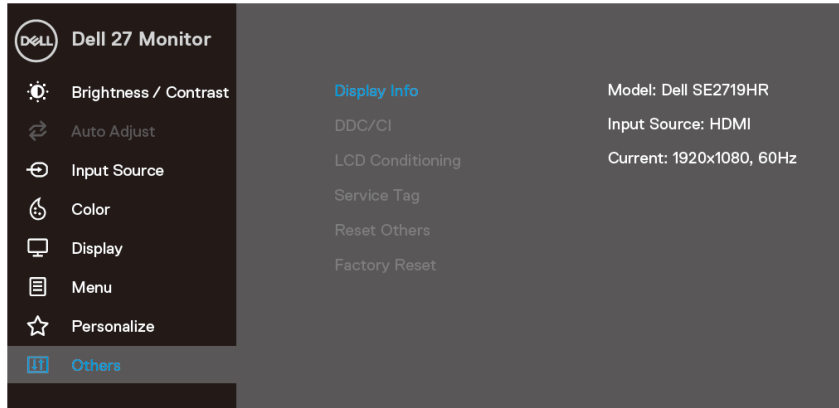 DELL Dell 27 Monitor
Brightness / Contrast
Auto Adjust
Input Source
Color
Display
Menu
Personalize
Others
Display Info
DDC/CI
LCD Conditioning
Service Tag
Reset Others
Factory Reset
Model: Dell SE2719HR
Input Source: HDMI
Current: 1920x1080, 60Hz